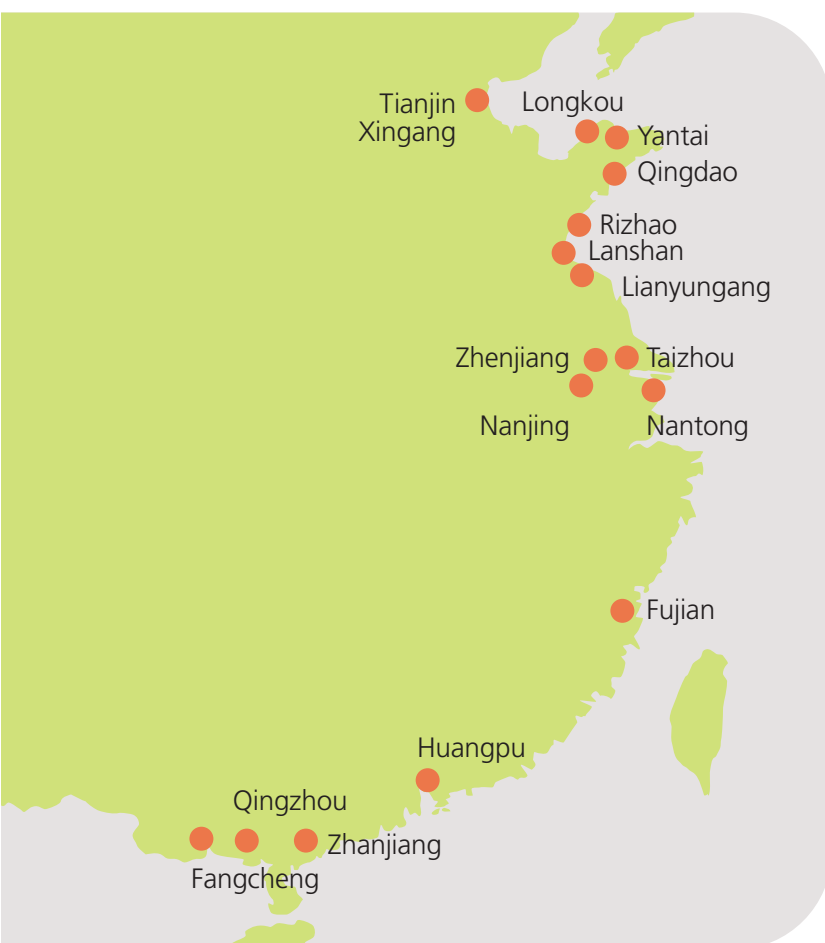 Tianjin
Xingang
Longkou
Yantai
Qingdao
Rizhao
Lanshan
Lianyungang
Zhenjiang
Taizhou
Nanjing
Nantong
Fujian
Huangpu
Qingzhou
Zhanjiang
Fangcheng